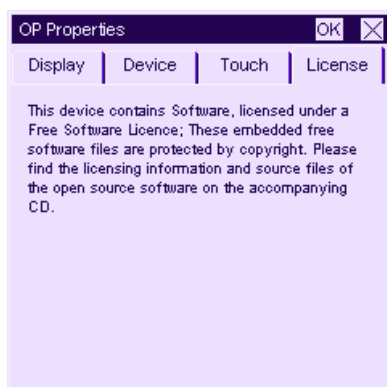 OP Properties OK
Display Device Touch License
This device contains Software, licensed under a
Free Software Licence; These embedded free
software files are protected by copyright. Please
find the licensing information and source files of
the open source software on the accompanying
CD.